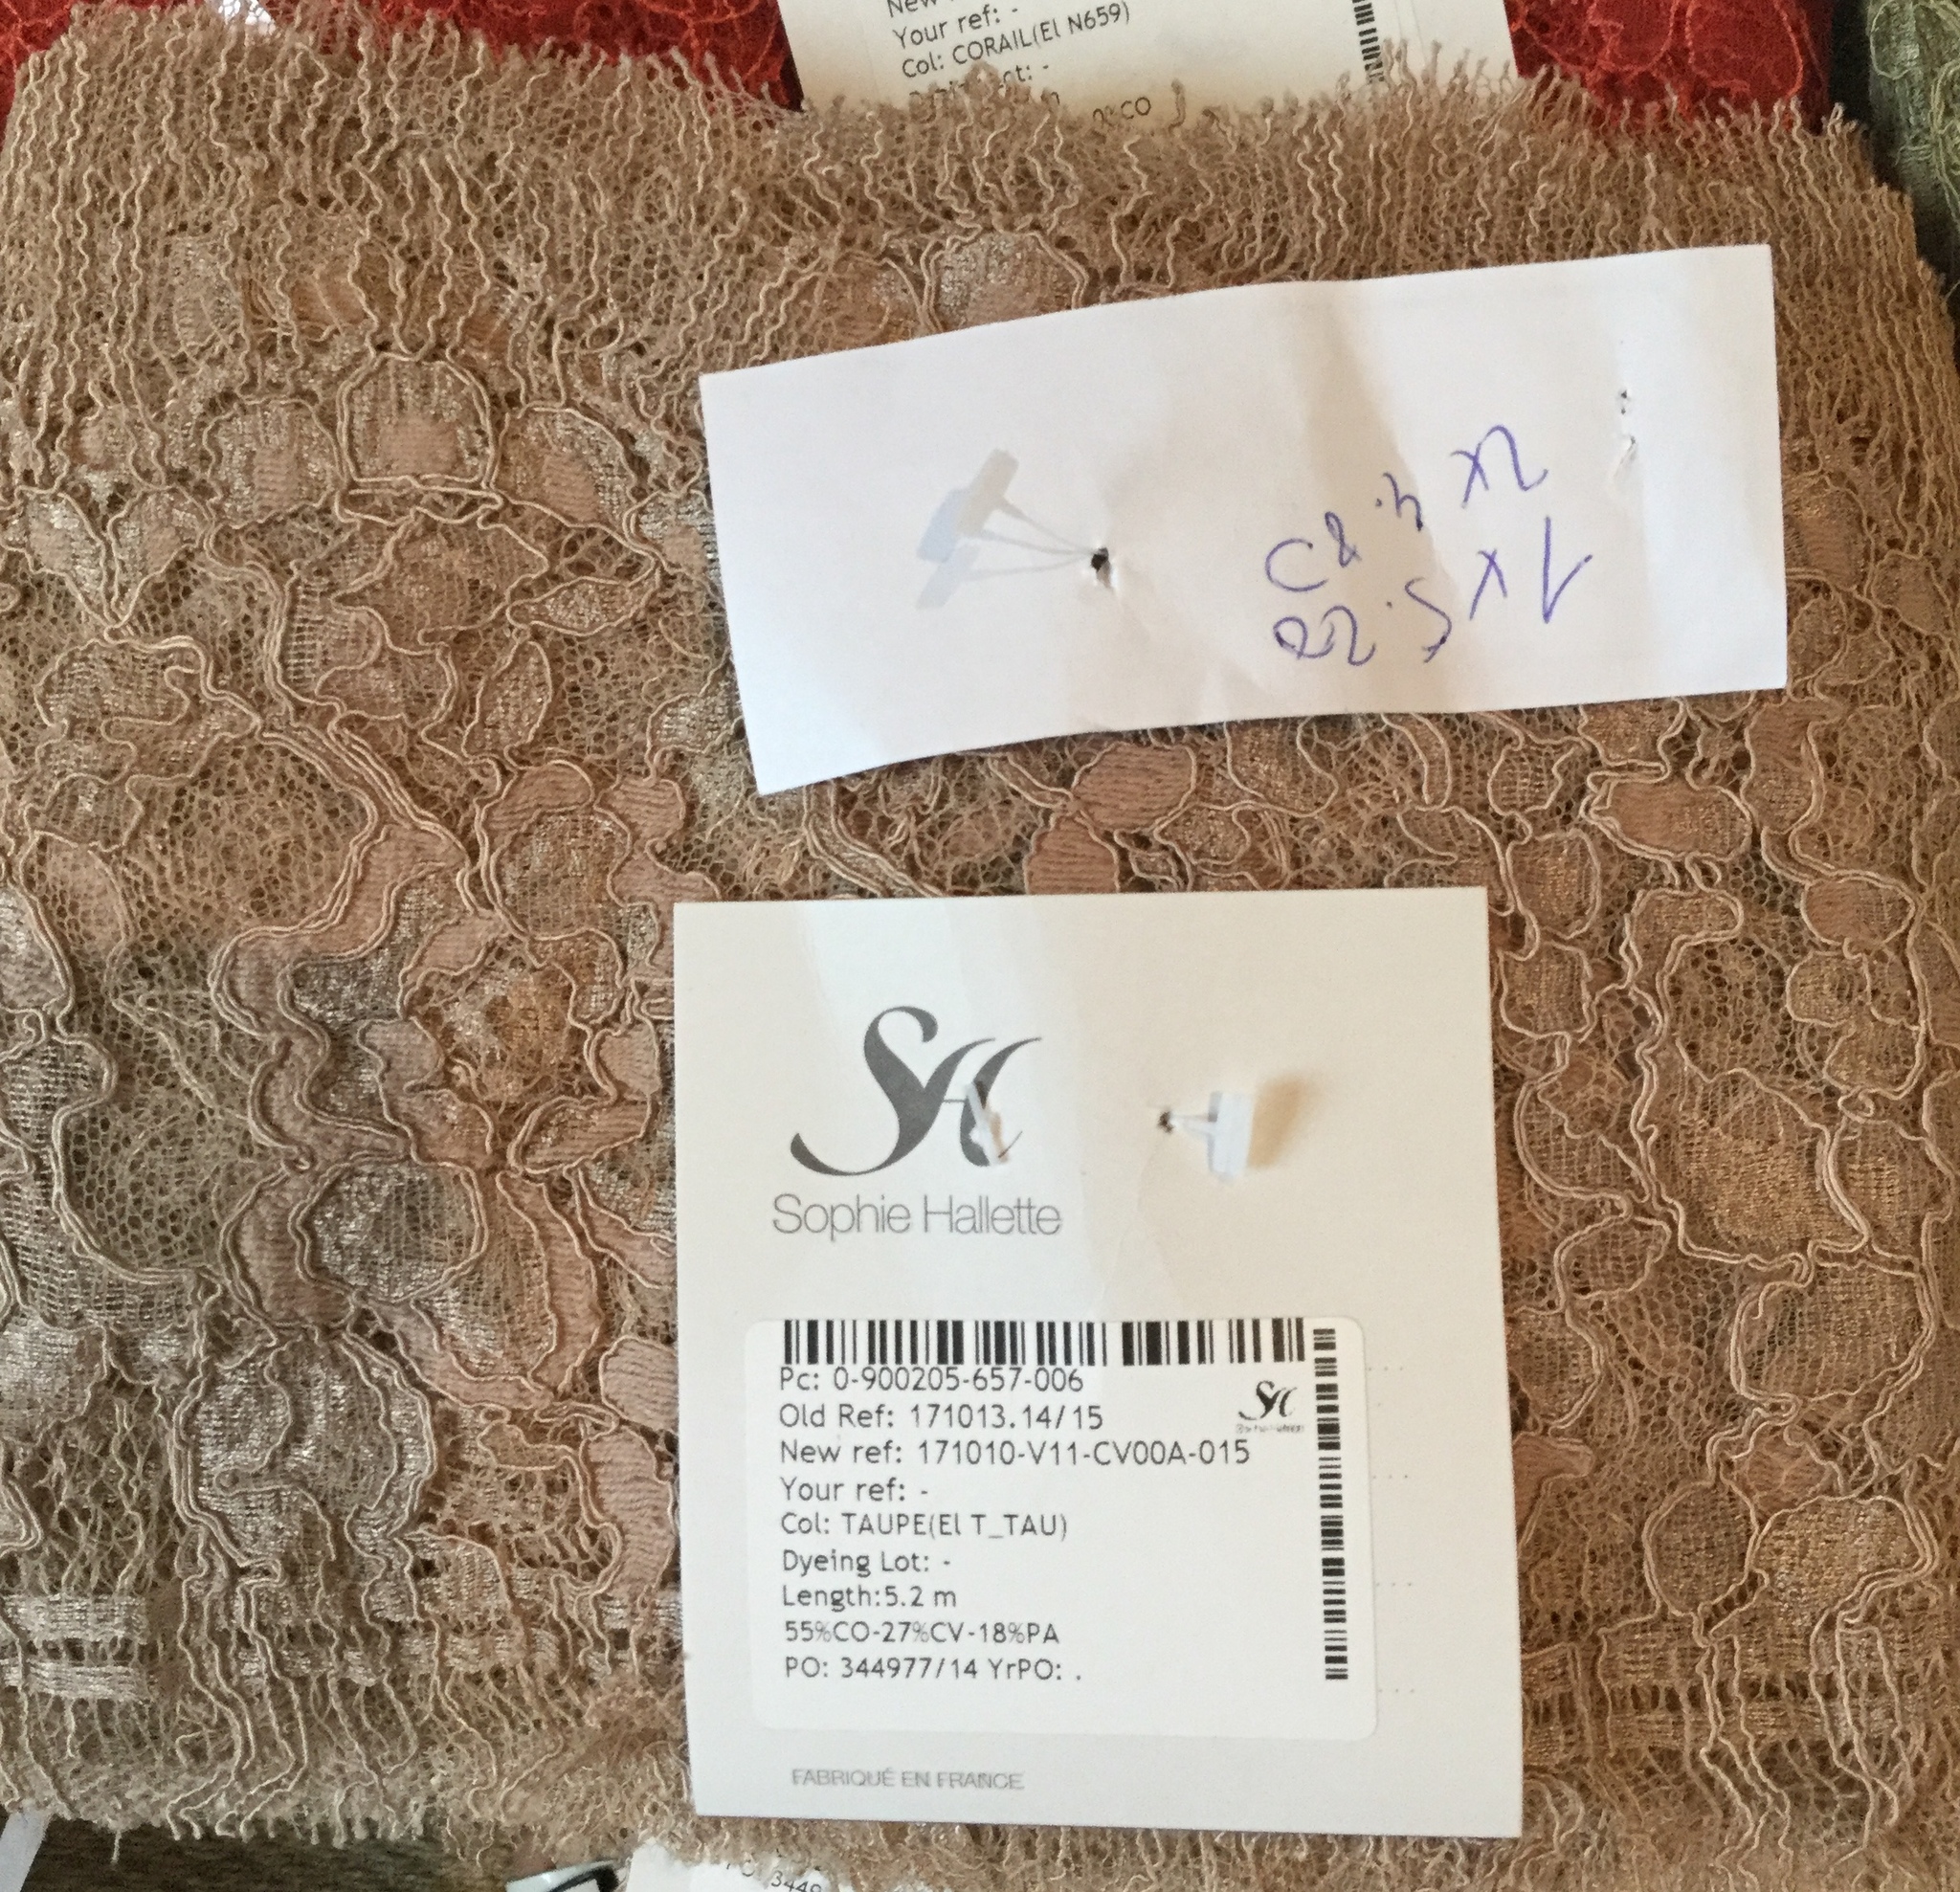 Your ref: -
Col: CORAIL(El N659)
Sophie Hallette
Pc: 0-900205-657-006
Old Ref: 171013.14/15
New ref: 171010-V11-CV00A-015
Your ref: -
Col: TAUPE(El T_TAU)
Dyeing Lot: -
Length:5.2 m
55%CO-27%CV-18%PA
PO: 344977/14 YrPO: .
FABRIQUÉ EN FRANCE